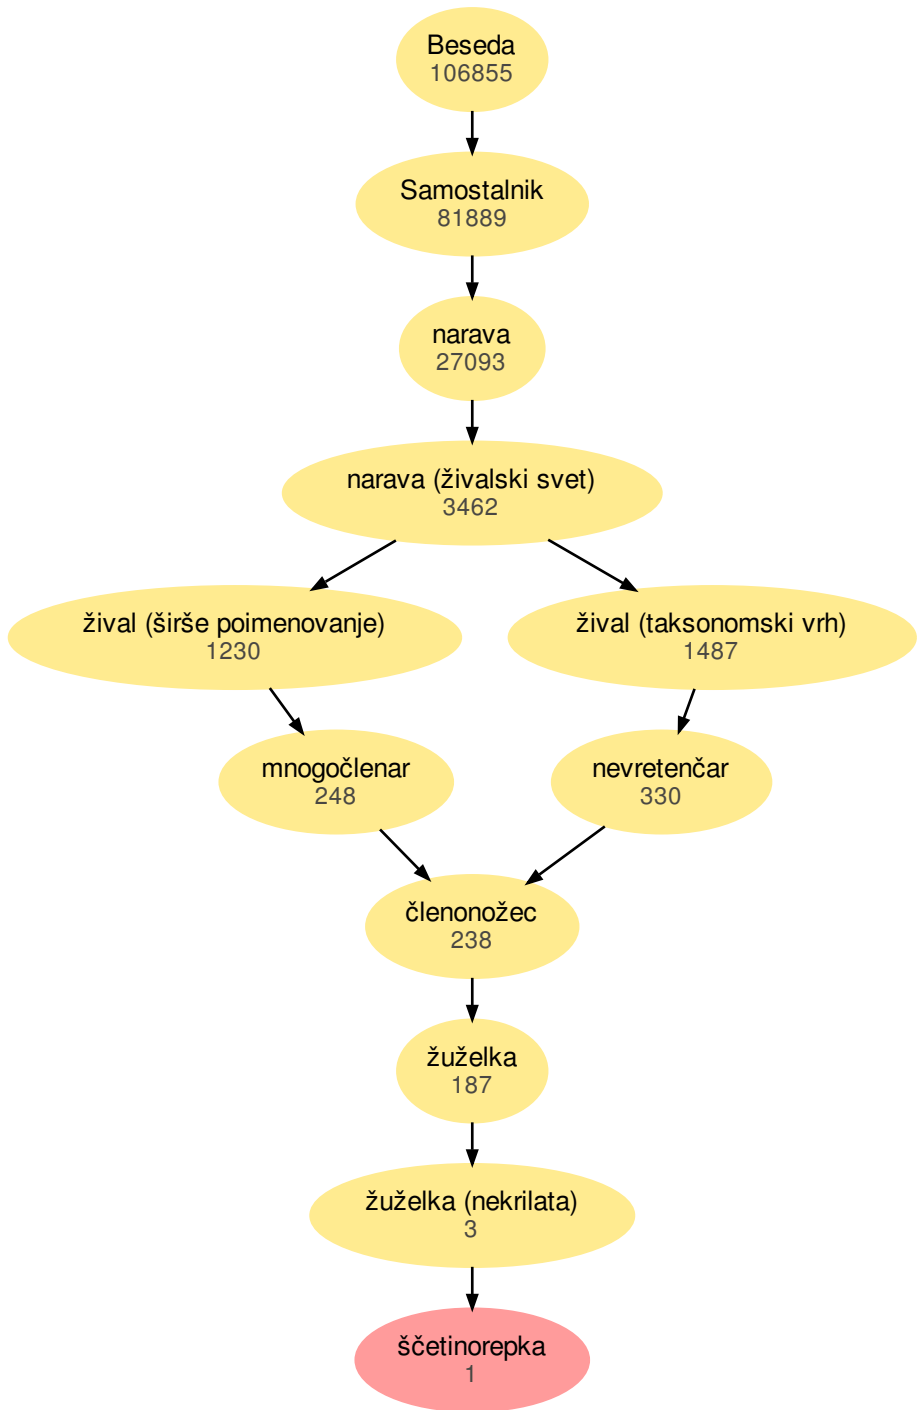 Beseda
106855
Samostalnik
81889
narava
27093
narava (živalski svet)
3462
žival (širše poimenovanje)
1230
žival (taksonomski vrh)
1487
mnogočlenar
248
nevretenčar
330
členonožec
238
žuželka
187
žuželka (nekrilata)
3
ščetinorepka
1